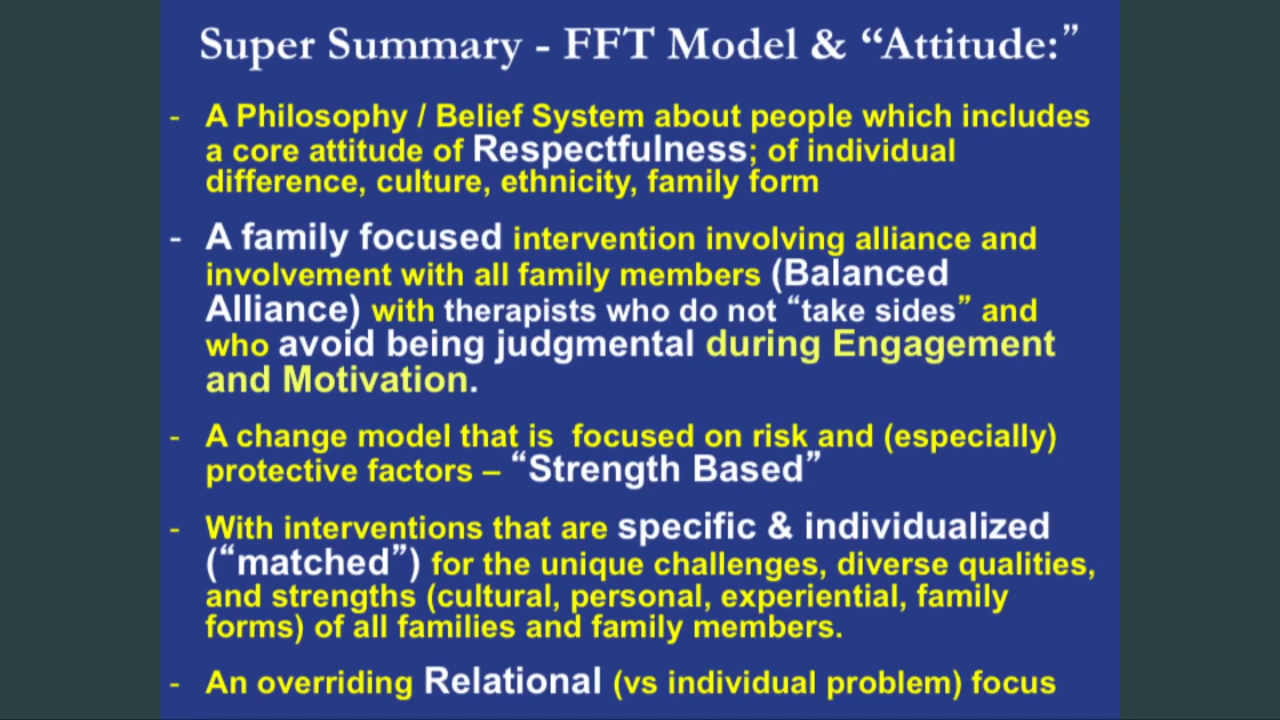 Super Summary - FFT Model & “Attitude:”
- A Philosophy / Belief System about people which includes
a core attitude of Respectfulness; of individual
difference, culture, ethnicity, family form
- A family focused intervention involving alliance and
involvement with all family members (Balanced
Alliance) with therapists who do not “take sides” and
who avoid being judgmental during Engagement
and Motivation.
- A change model that is focused on risk and (especially)
protective factors – “Strength Based”
- With interventions that are specific & individualized
(“matched”) for the unique challenges, diverse qualities,
and strengths (cultural, personal, experiential, family
forms) of all families and family members.
- An overriding Relational (vs individual problem) focus